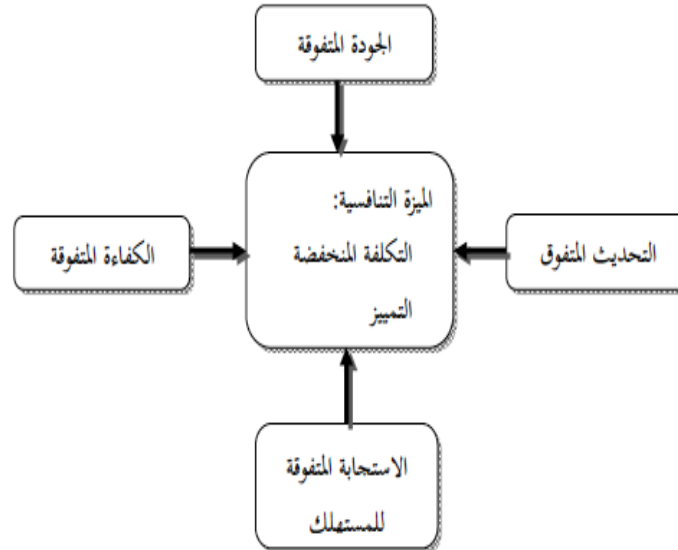 الجودة المتفوقة
الميزة التنافسية:
التكلفة المنخفضة
التمييز
التحديث المتفوق
الكفاءة المتفوقة
الاستجابة المتفوقة
للمستهلك